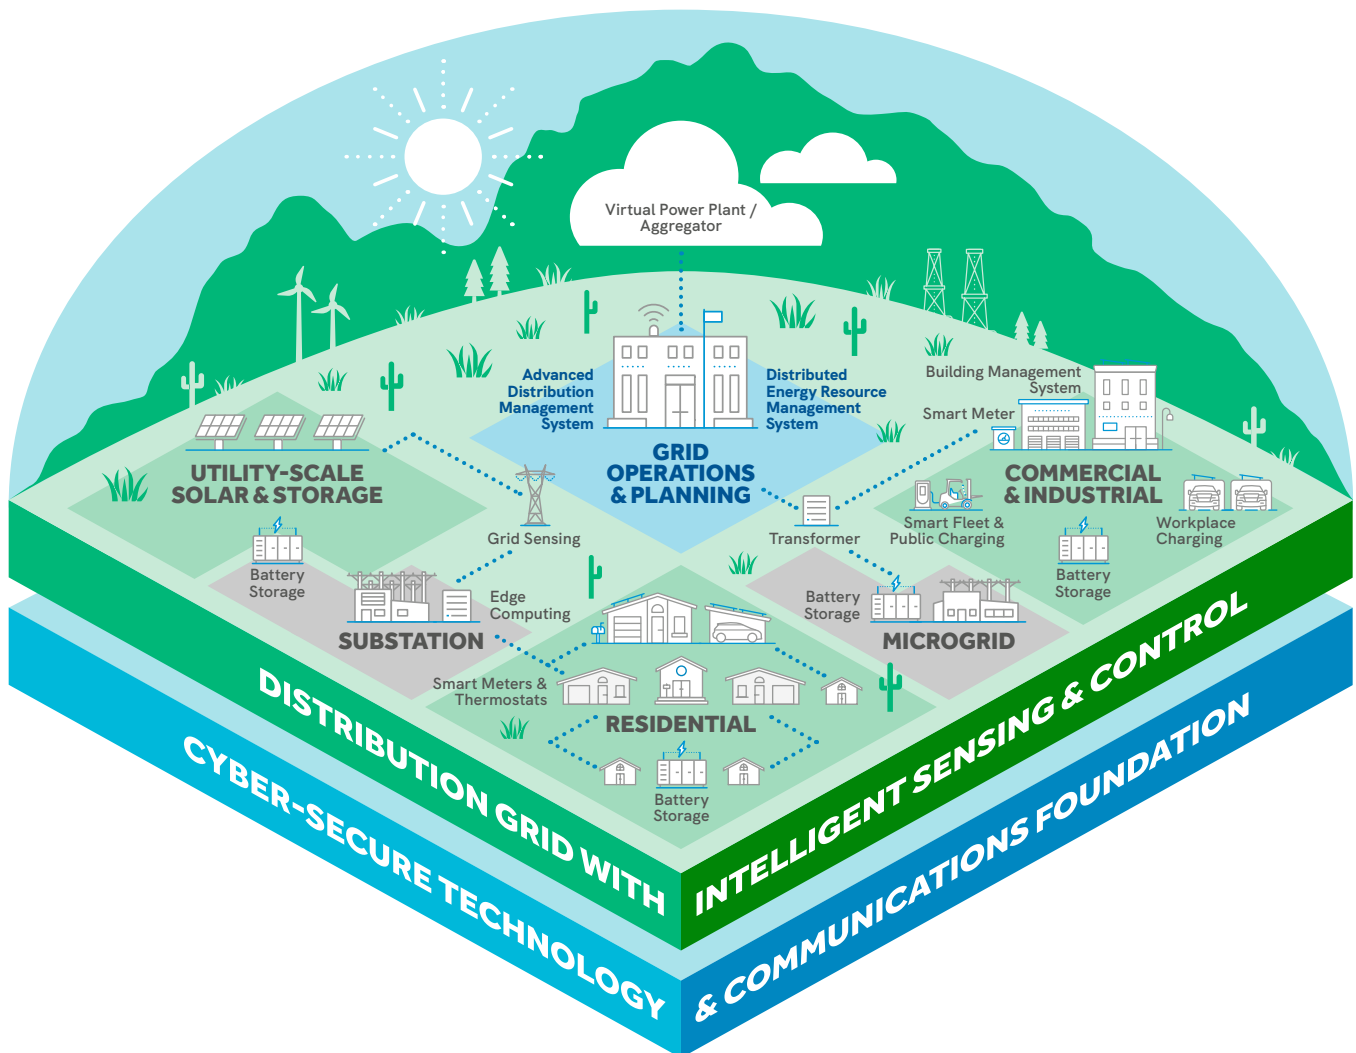 Virtual Power Plant /
Aggregator
Advanced
Distribution
Management
System
Distributed
Energy Resource
Management
System
GRID
OPERATIONS
& PLANNING
Building Management
System
Smart Meter
COMMERCIAL
& INDUSTRIAL
Smart Fleet &
Public Charging
Workplace
Charging
Battery
Storage
UTILITY-SCALE
SOLAR & STORAGE
Battery
Storage
Grid Sensing
Transformer
SUBSTATION
Edge
Computing
Battery
Storage
MICROGRID
Smart Meters &
Thermostats
RESIDENTIAL
Battery
Storage
DISTRIBUTION GRID WITH
INTELLIGENT SENSING & CONTROL
CYBER-SECURE TECHNOLOGY
& COMMUNICATIONS FOUNDATION